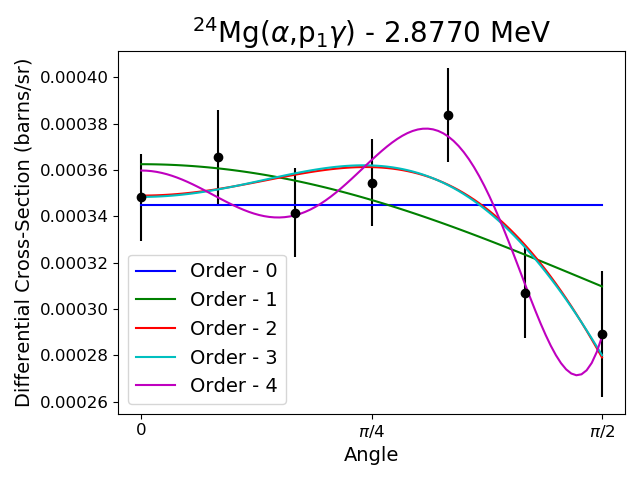 ²⁴Mg(α,p₁γ) - 2.8770 MeV
Differential Cross-Section (barns/sr)
0.00040
0.00038
0.00036
0.00034
0.00032
0.00030
0.00028
0.00026
Order - 0
Order - 1
Order - 2
Order - 3
Order - 4
0
π/4
π/2
Angle